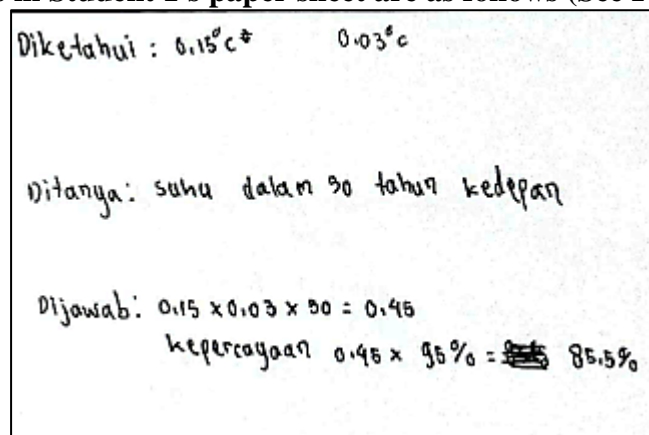 in Student 1's paper sheet are as follows (See
Diketahui : 0.15°c 0.03°c
Ditanya: suhu dalam 30 tahun kedepan
Dijawab: 0.15 x 0.03 x 30 = 0.45
kepercayaan 0.45 x 95% = 85.5%